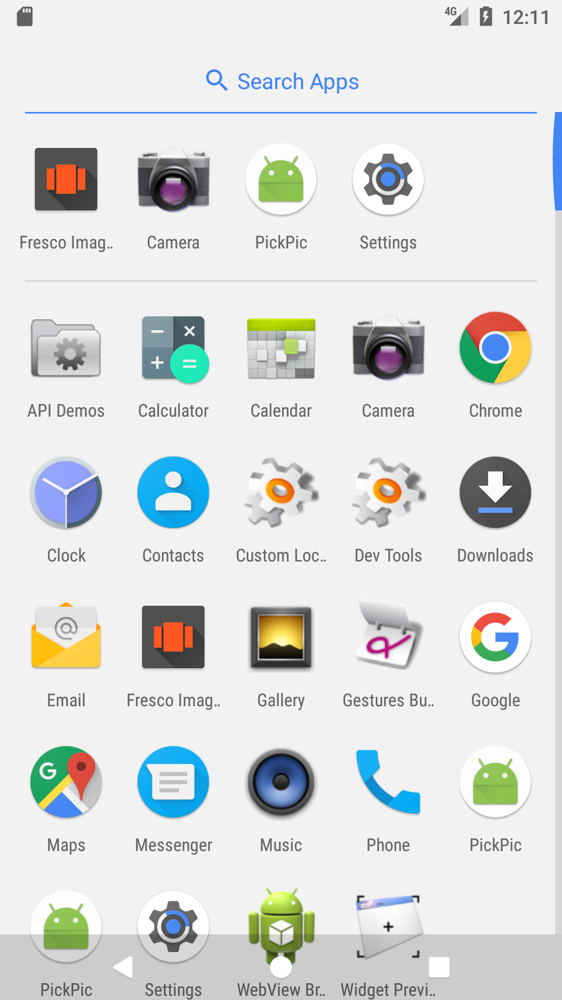 4G 12:11
Search Apps
Fresco Imag.. Camera PickPic Settings
API Demos Calculator Calendar Camera Chrome
Clock Contacts Custom Loc.. Dev Tools Downloads
Email Fresco Imag.. Gallery Gestures Bu.. Google
Maps Messenger Music Phone PickPic
PickPic Settings WebView Br.. Widget Previ..